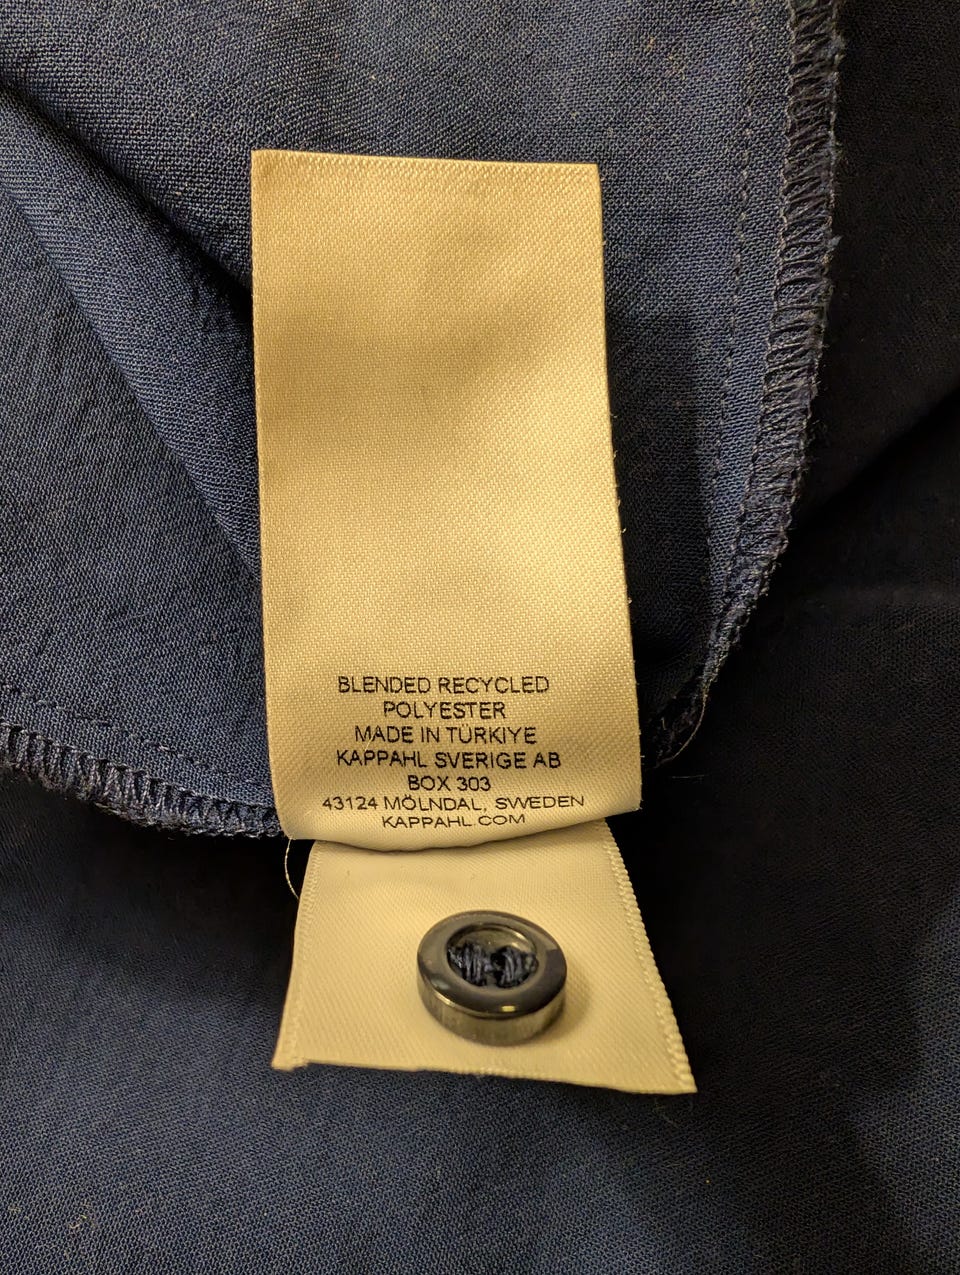 BLENDED RECYCLED
POLYESTER
MADE IN TÜRKIYE
KAPPAHL SVERIGE AB
BOX 303
43124 MÖLNDAL, SWEDEN
KAPPAHL.COM